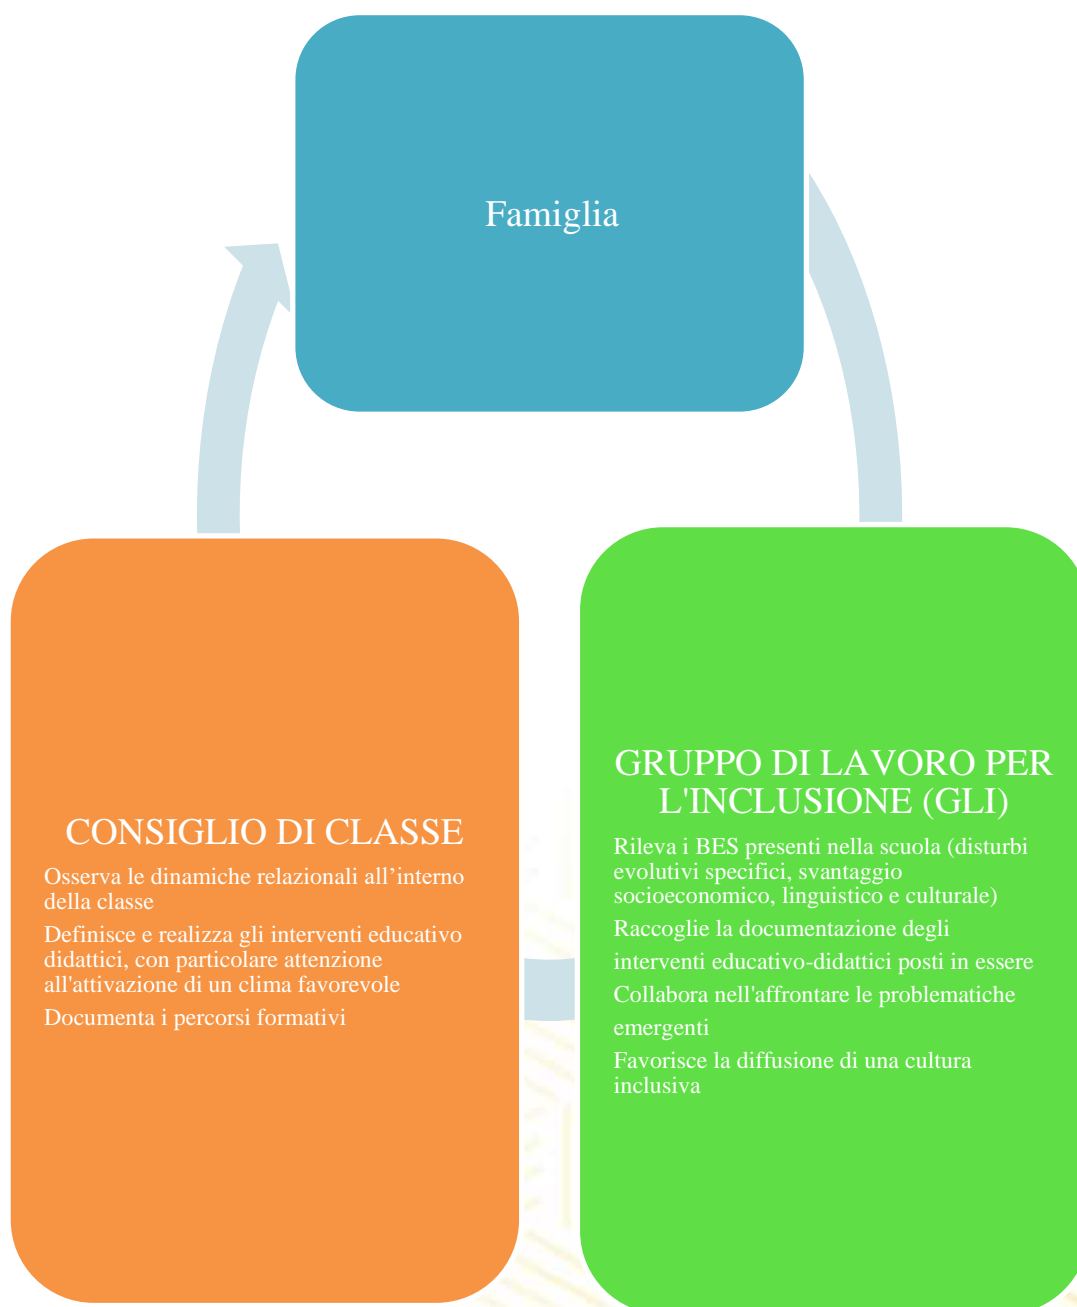 Famiglia
CONSIGLIO DI CLASSE
Osserva le dinamiche relazionali all’interno
della classe
Definisce e realizza gli interventi educativo
didattici, con particolare attenzione
all'attivazione di un clima favorevole
Documenta i percorsi formativi
GRUPPO DI LAVORO PER
L'INCLUSIONE (GLI)
Rileva i BES presenti nella scuola (disturbi
evolutivi specifici, svantaggio
socioeconomico, linguistico e culturale)
Raccoglie la documentazione degli
interventi educativo-didattici posti in essere
Collabora nell'affrontare le problematiche
emergenti
Favorisce la diffusione di una cultura
inclusiva